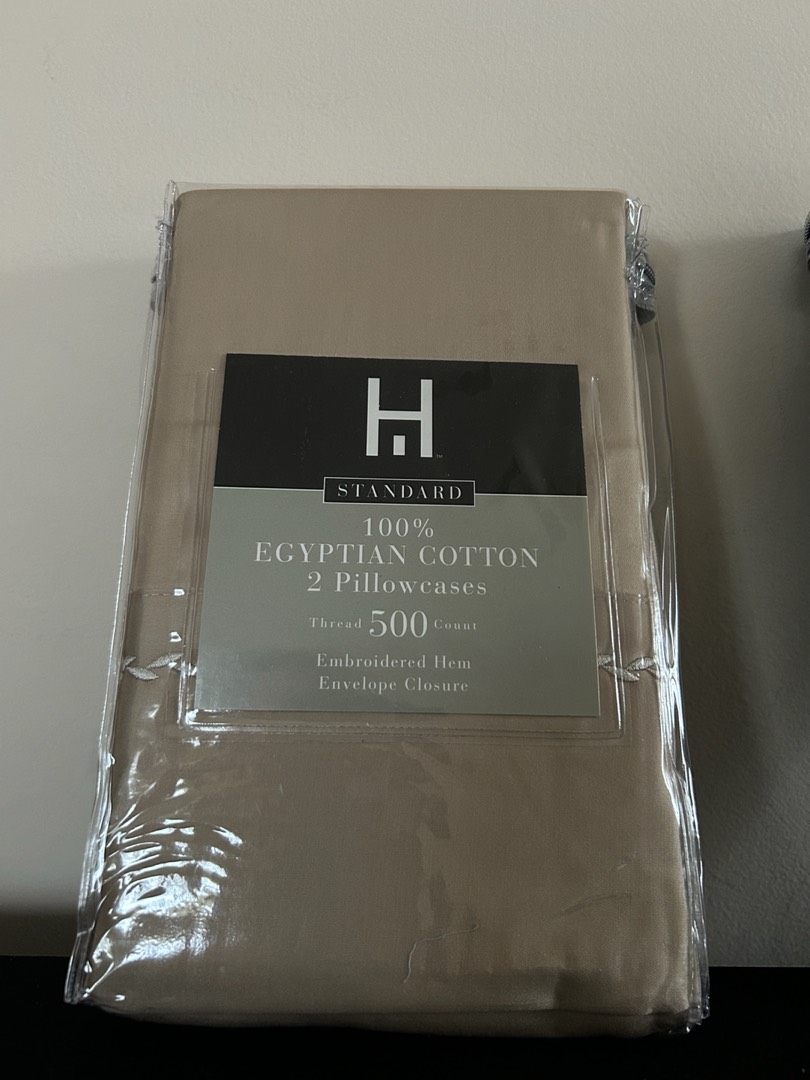 H
STANDARD
100%
EGYPTIAN COTTON
2 Pillowcases
Thread 500 Count
Embroidered Hem
Envelope Closure